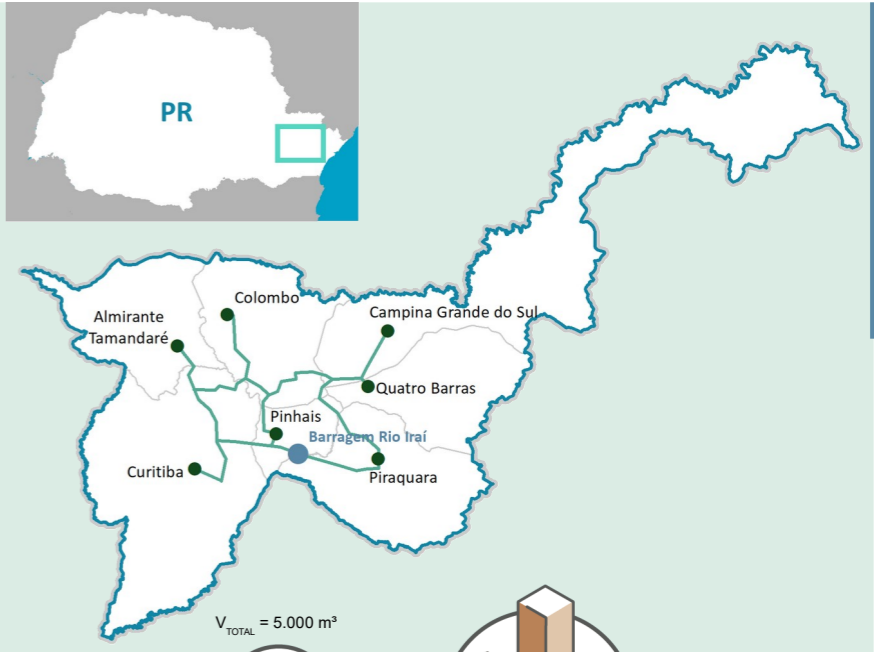 PR
Colombo
Campina Grande do Sul
Almirante
Tamandaré
Quatro Barras
Pinhais
Barragem Rio Iraí
Curitiba
Piraquara
V TOTAL = 5.000 m³